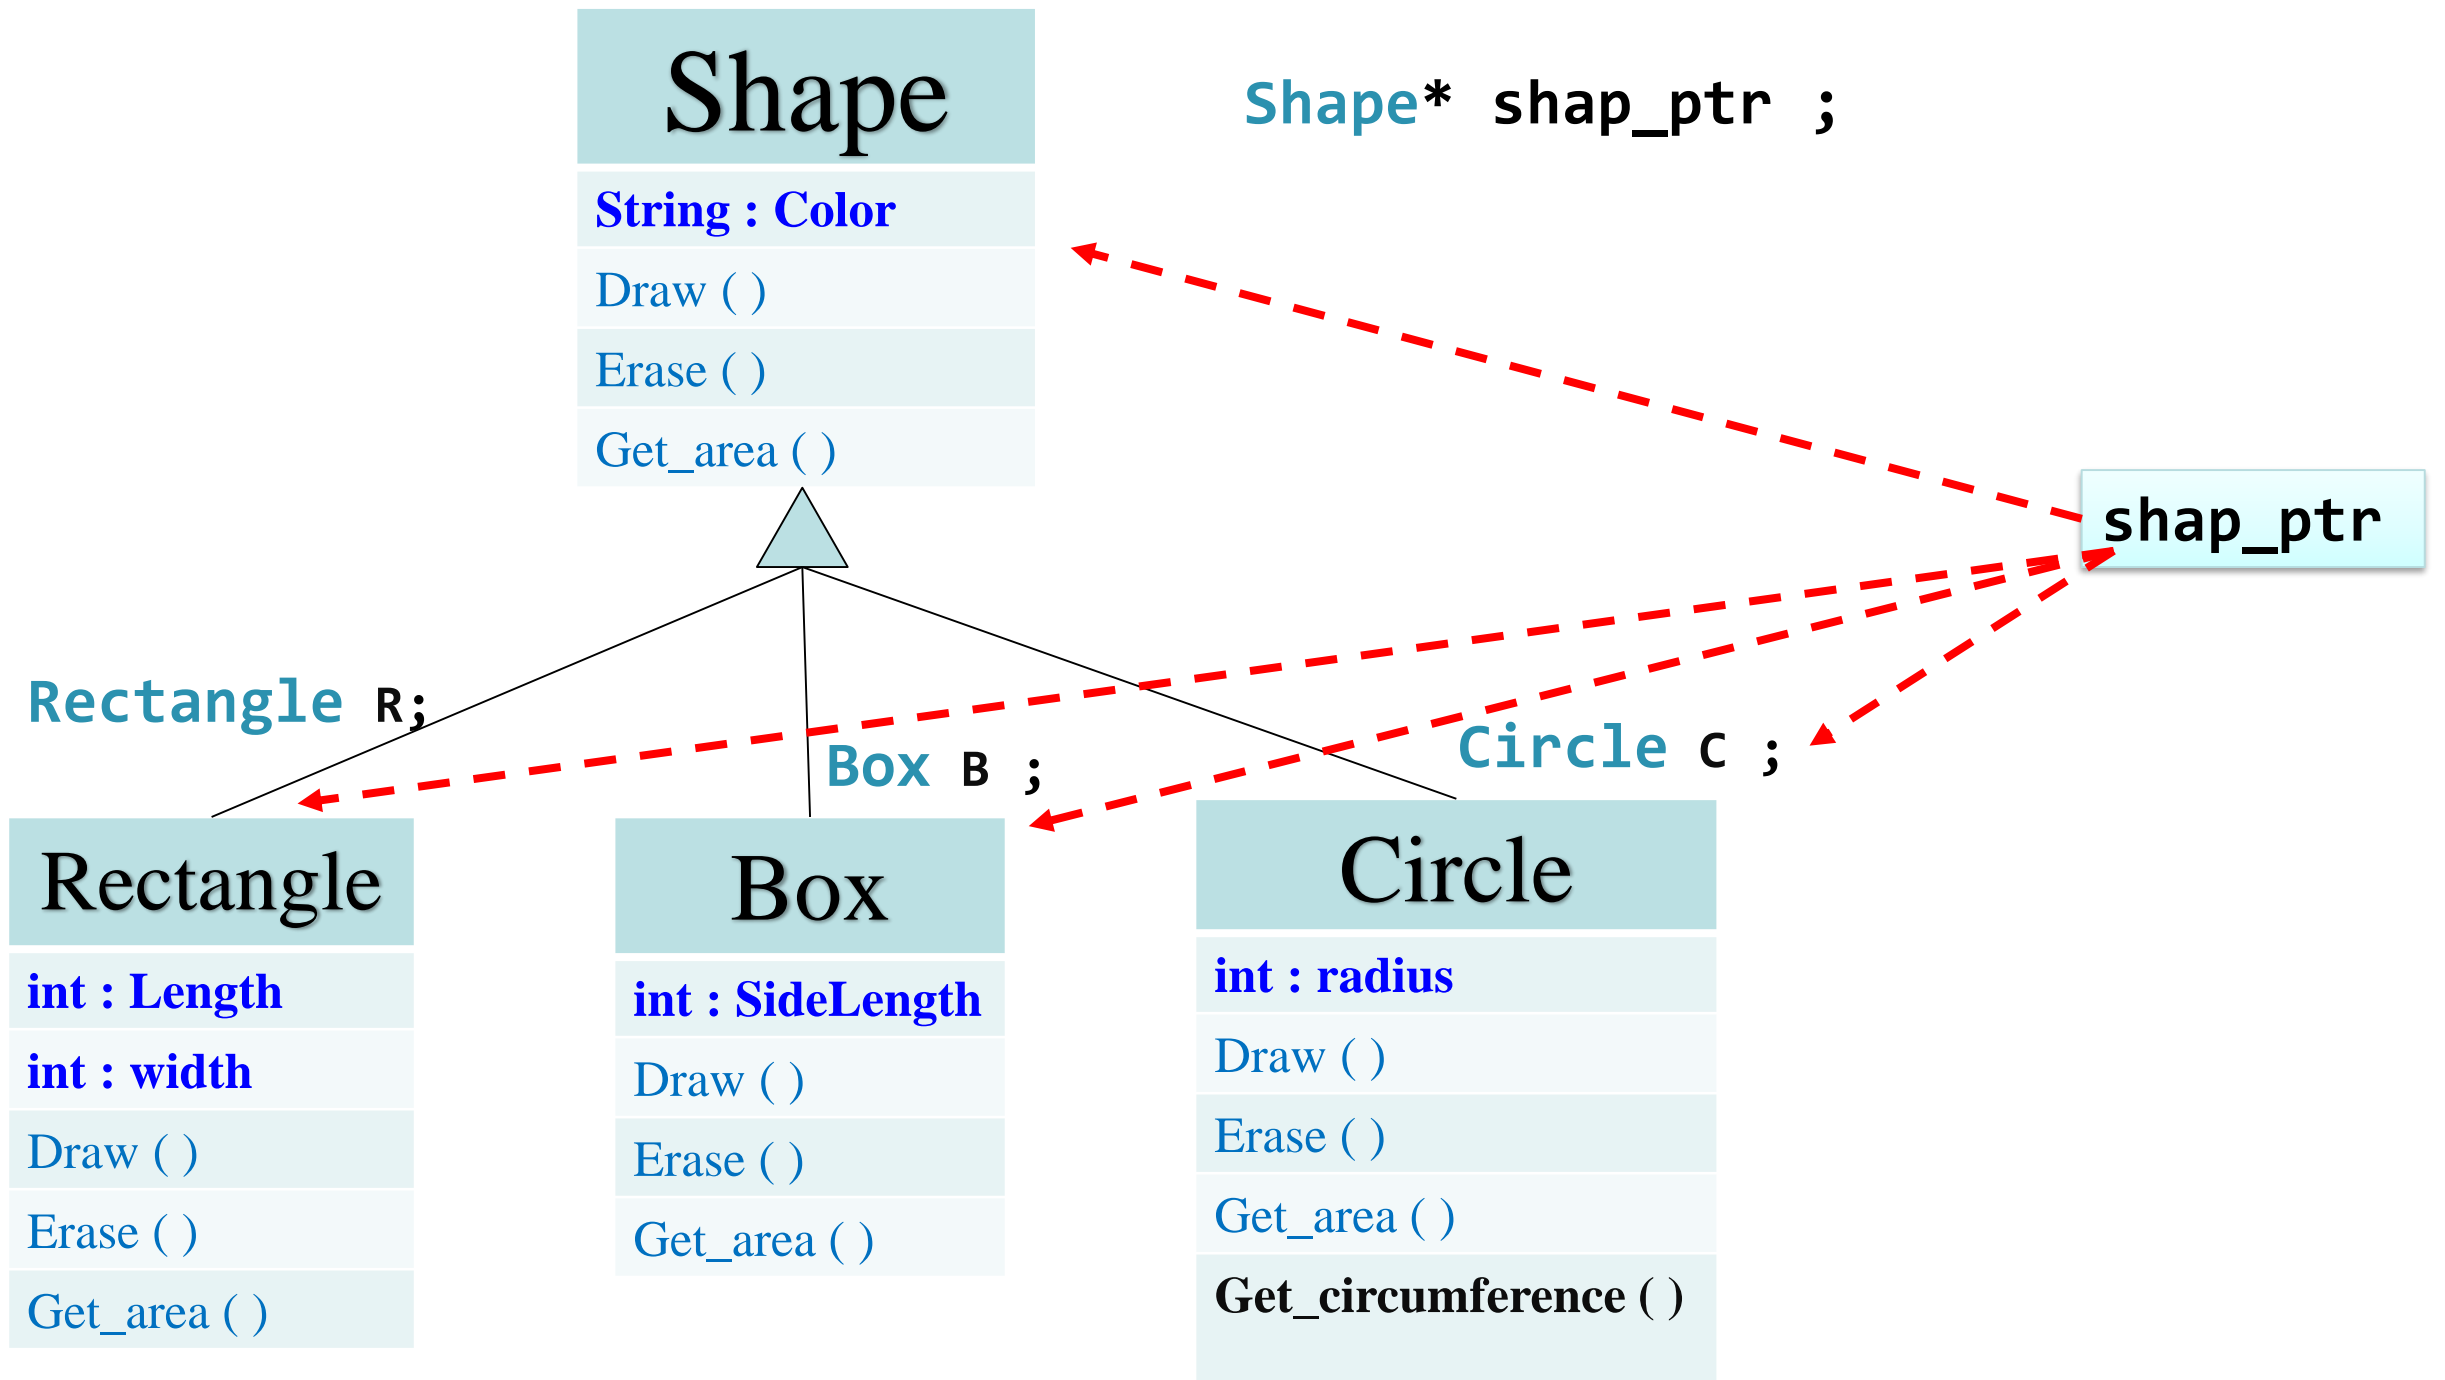 Shape
String : Color
Draw ( )
Erase ( )
Get_area ( )
Shape* shap_ptr ;
shap_ptr
Rectangle R;
Box B ;
Circle C ;
Rectangle
int : Length
int : width
Draw ( )
Erase ( )
Get_area ( )
Box
int : SideLength
Draw ( )
Erase ( )
Get_area ( )
Circle
int : radius
Draw ( )
Erase ( )
Get_area ( )
Get_circumference ( )